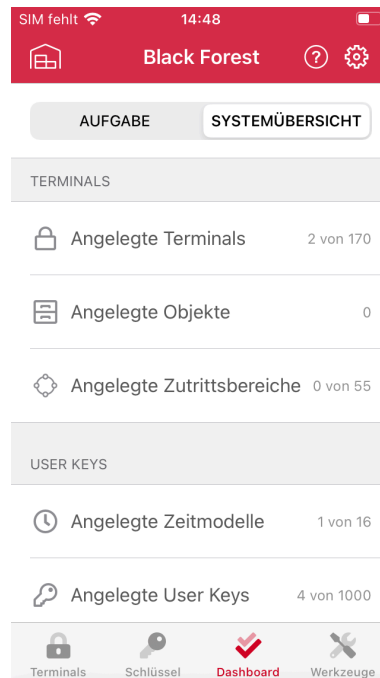 SIM fehlt 14:48
Black Forest ?
AUFGABE SYSTEMÜBERSICHT
TERMINALS
Angelegte Terminals 2 von 170
Angelegte Objekte 0
Angelegte Zutrittsbereiche 0 von 55
USER KEYS
Angelegte Zeitmodelle 1 von 16
Angelegte User Keys 4 von 1000
Terminals Schlüssel Dashboard Werkzeuge